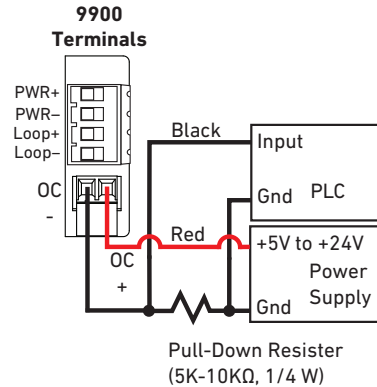 9900
Terminals
PWR+
PWR–
Loop+
Loop–
OC
-
OC
+
Black
Red
Input
Gnd PLC
+5V to +24V
Power
Supply
Gnd
Pull-Down Resister
(5K-10KΩ, 1/4 W)